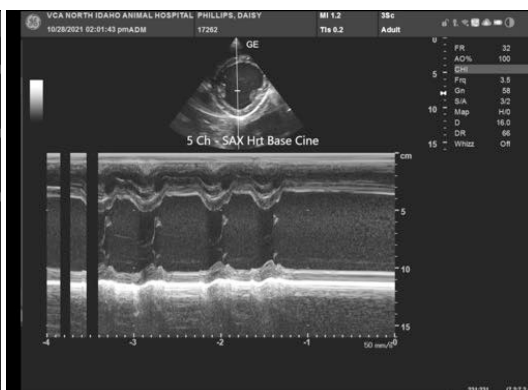 VCA NORTH IDAHO ANIMAL HOSPITAL PHILLIPS, DAISY MI 1.2 3Sc
10/28/2021 02:01:43 pmADM 17262 TIs 0.2 Adult
GE
0
5
10
15
FR 32
AO% 100
CHI
Frq 3.5
Gn 58
S/A 3/2
Map H/0
D 16.0
DR 66
Whizz Off
5 Ch - SAX Hrt Base Cine
cm
5
10
15
-4 -3 -2 -1 0
50 mm/s